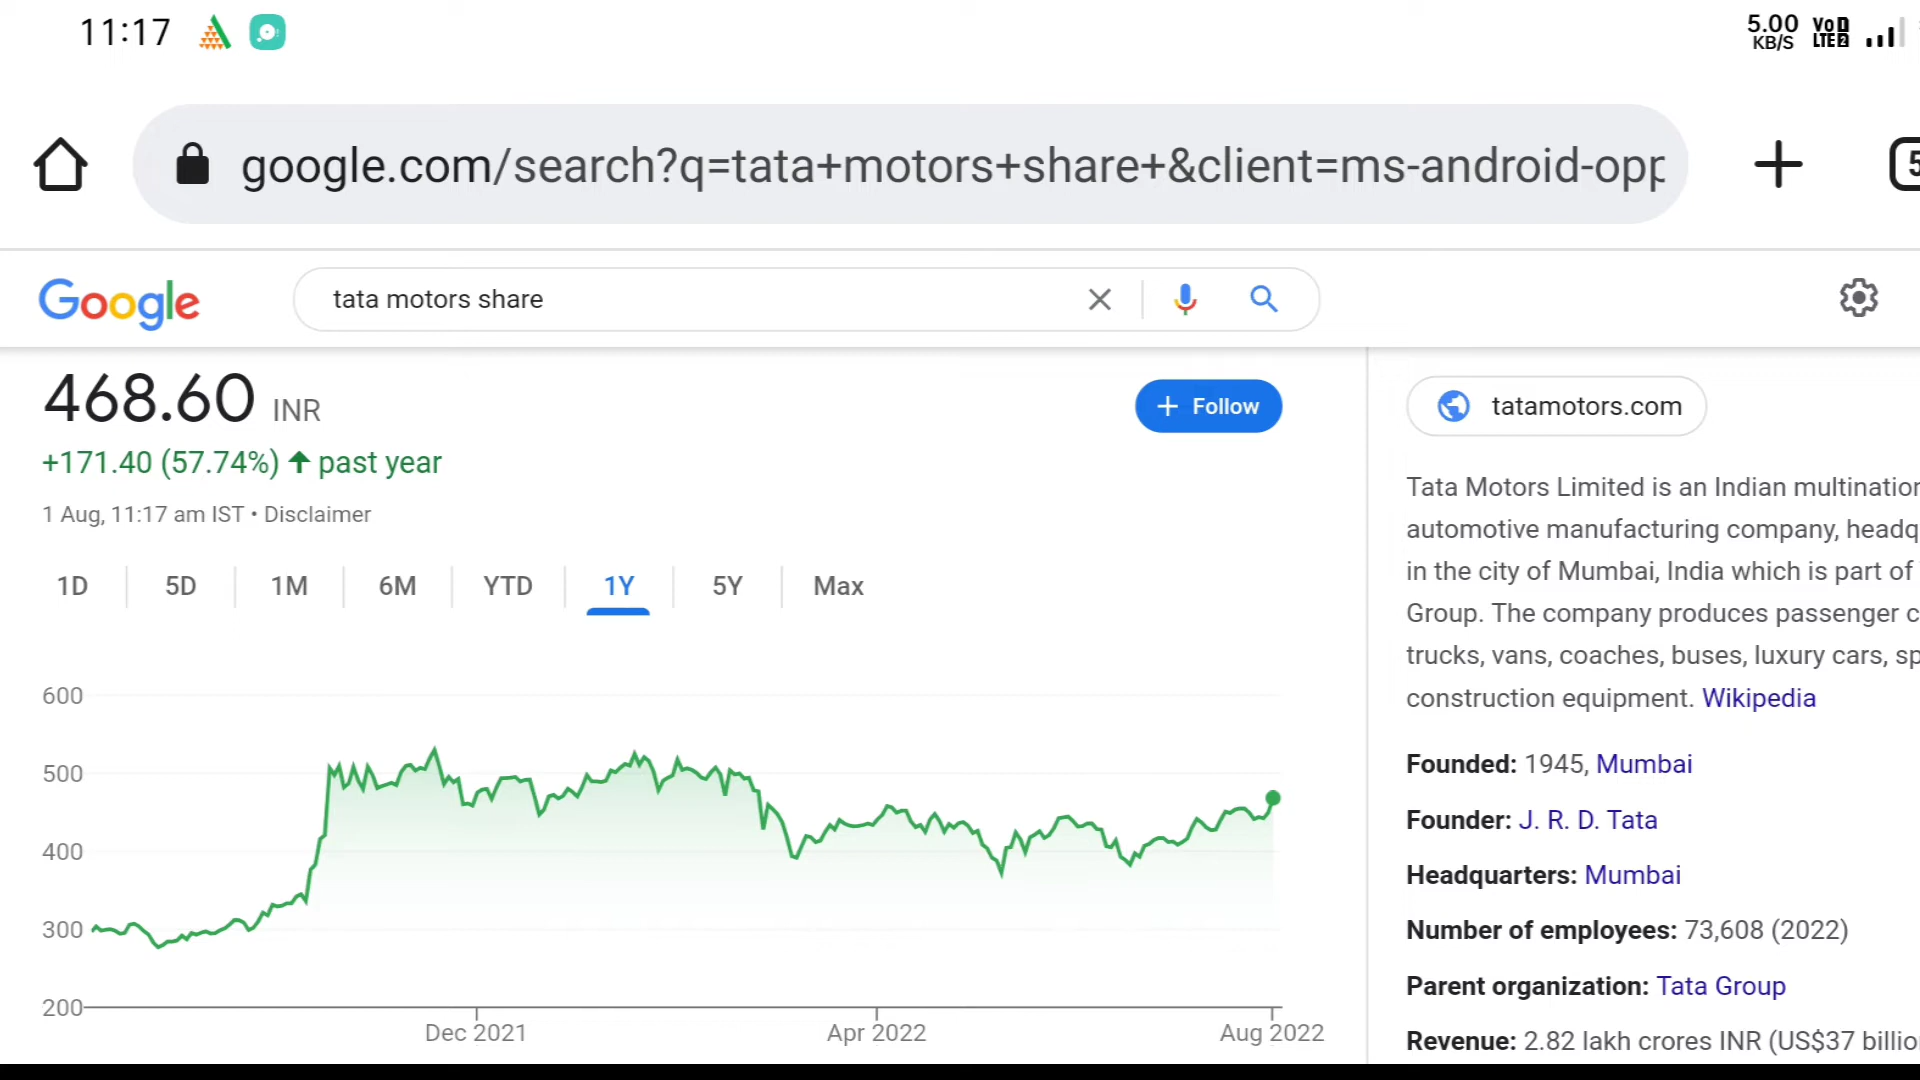 11:17
5.00 KB/S Vo D LTE 2
google.com/search?q=tata+motors+share+&client=ms-android-opp
5
Google
tata motors share
468.60 INR
Follow
+171.40 (57.74%) past year
1 Aug, 11:17 am IST • Disclaimer
1D 5D 1M 6M YTD 1Y 5Y Max
600
500
400
300
200
Dec 2021 Apr 2022 Aug 2022
tatamotors.com
Tata Motors Limited is an Indian multination
automotive manufacturing company, headq
in the city of Mumbai, India which is part of
Group. The company produces passenger c
trucks, vans, coaches, buses, luxury cars, sp
construction equipment. Wikipedia
Founded: 1945, Mumbai
Founder: J. R. D. Tata
Headquarters: Mumbai
Number of employees: 73,608 (2022)
Parent organization: Tata Group
Revenue: 2.82 lakh crores INR (US$37 billio